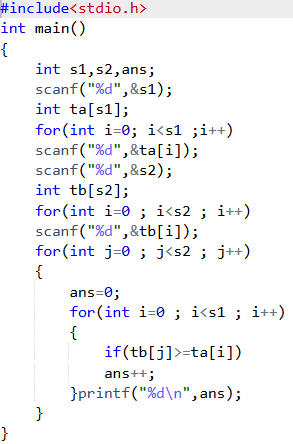 #include<stdio.h>
int main()
{
    int s1,s2,ans;
    scanf("%d",&s1);
    int ta[s1];
    for(int i=0; i<s1 ;i++)
    scanf("%d",&ta[i]);
    scanf("%d",&s2);
    int tb[s2];
    for(int i=0 ; i<s2 ; i++)
    scanf("%d",&tb[i]);
    for(int j=0 ; j<s2 ; j++)
    {
        ans=0;
        for(int i=0 ; i<s1 ; i++)
        {
            if(tb[j]>=ta[i])
            ans++;
        }printf("%d\n",ans);
    }
}